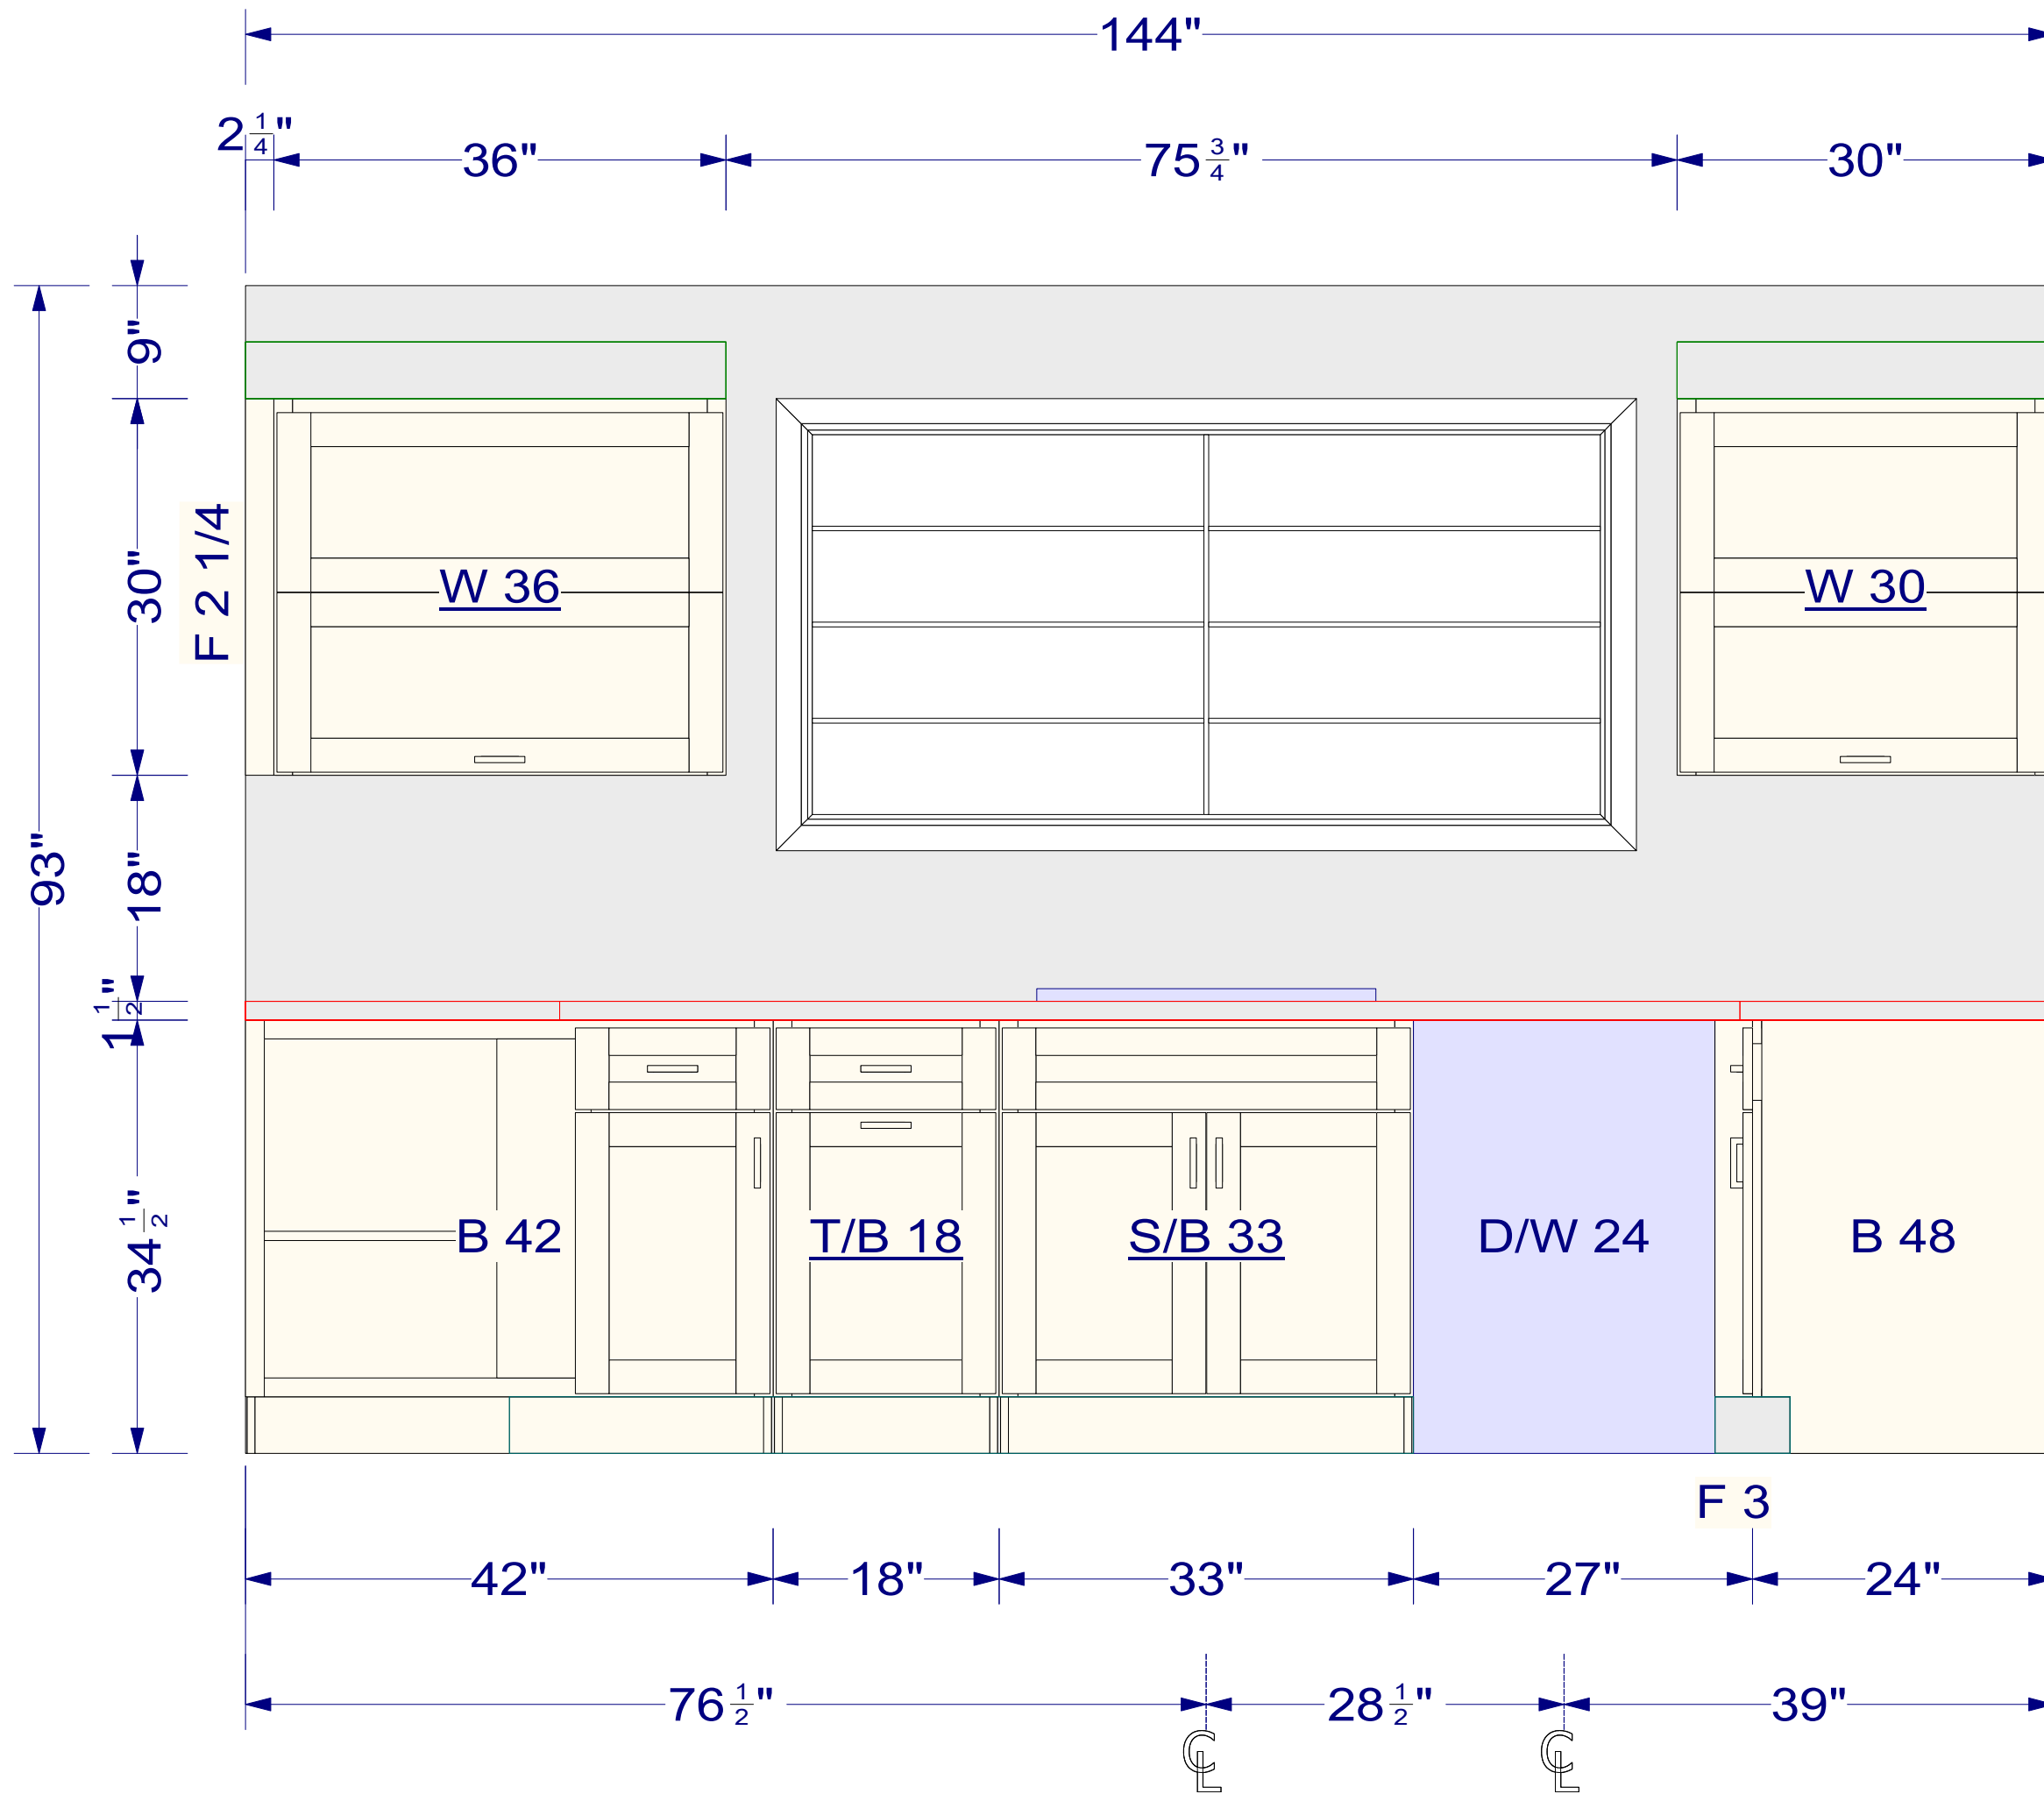 144"
2 1/4"
36"
75 3/4"
30"
9"
30"
18"
1 1/2"
34 1/2"
93"
F 2 1/4
W 36
W 30
B 42
T/B 18
S/B 33
D/W 24
B 48
F 3
42"
18"
33"
27"
24"
76 1/2"
28 1/2"
39"
CL
CL